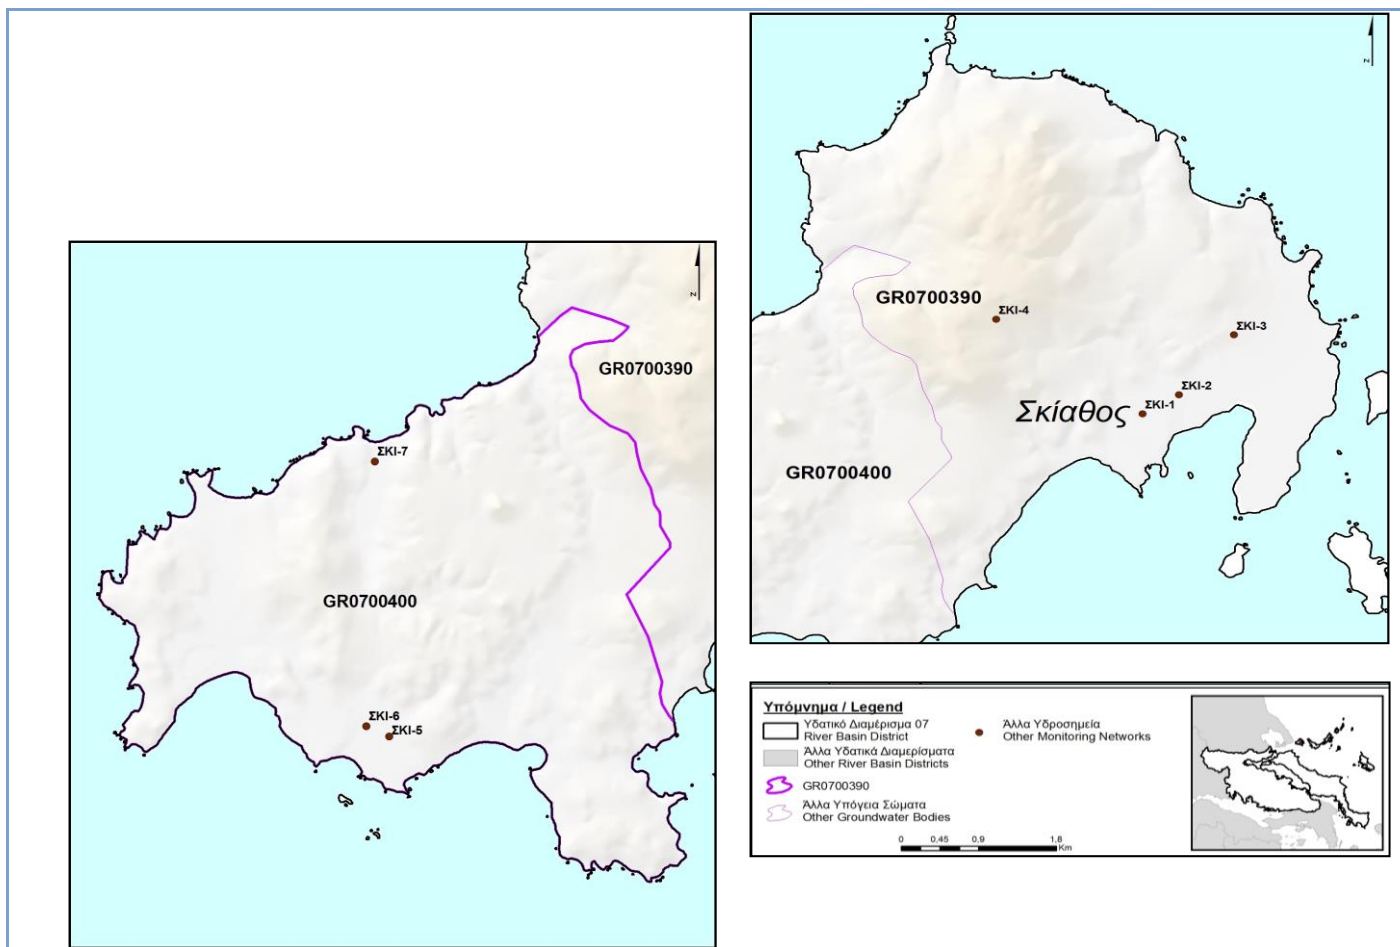 N
GR0700390
ΣΚΙ-7
GR0700400
ΣΚΙ-6
ΣΚΙ-5
N
GR0700390
ΣΚΙ-4
ΣΚΙ-3
ΣΚΙ-2
ΣΚΙ-1
Σκίαθος
GR0700400
Υπόμνημα / Legend
Υδατικό Διαμέρισμα 07
River Basin District
Άλλα Υδατικά Διαμερίσματα
Other River Basin Districts
GR0700390
Άλλα Υπόγεια Σώματα
Other Groundwater Bodies
Άλλα Υδροσημεία
Other Monitoring Networks
0 0,45 0,9 1,8
Km